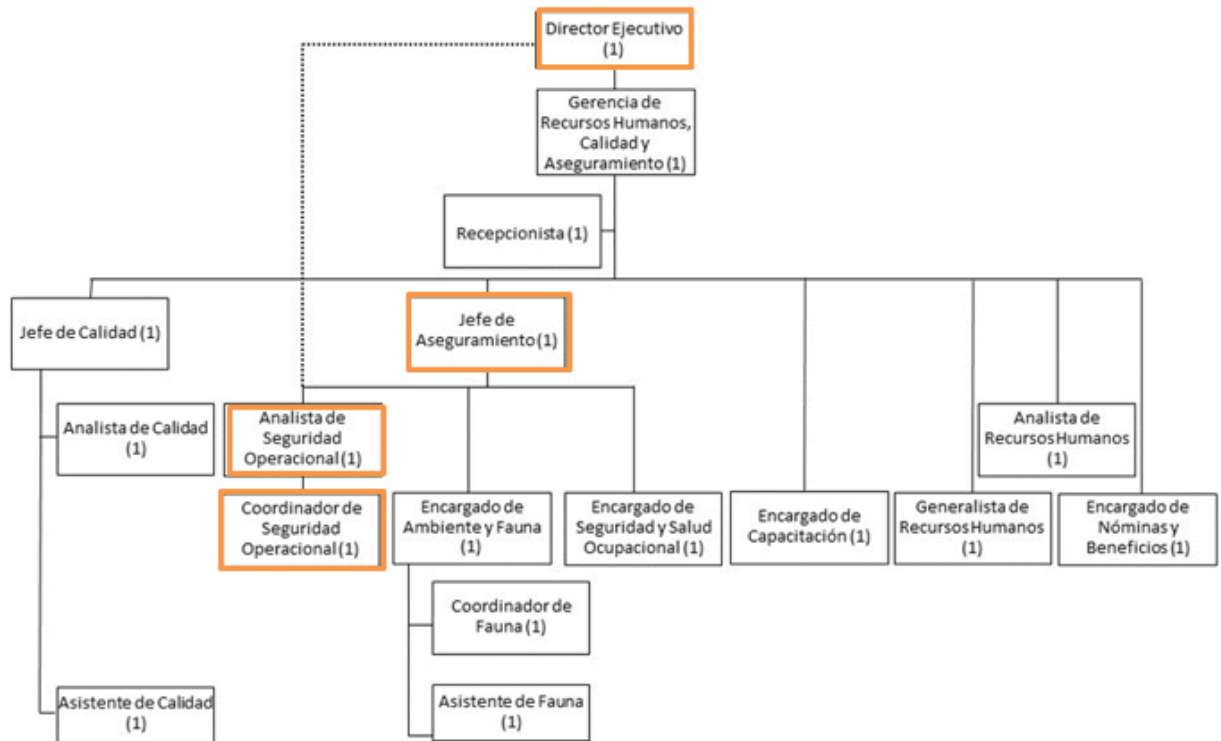 Director Ejecutivo
(1)
Gerencia de
Recursos Humanos,
Calidad y
Aseguramiento (1)
Recepcionista (1)
Jefe de Calidad (1)
Jefe de
Aseguramiento (1)
Analista de Calidad
(1)
Analista de
Seguridad
Operacional (1)
Analista de
Recursos Humanos
(1)
Coordinador de
Seguridad
Operacional (1)
Encargado de
Ambiente y Fauna
(1)
Encargado de
Seguridad y Salud
Ocupacional (1)
Encargado de
Capacitación (1)
Generalista de
Recursos Humanos
(1)
Encargado de
Nóminas y
Beneficios (1)
Coordinador de
Fauna (1)
Asistente de Calidad
(1)
Asistente de Fauna
(1)